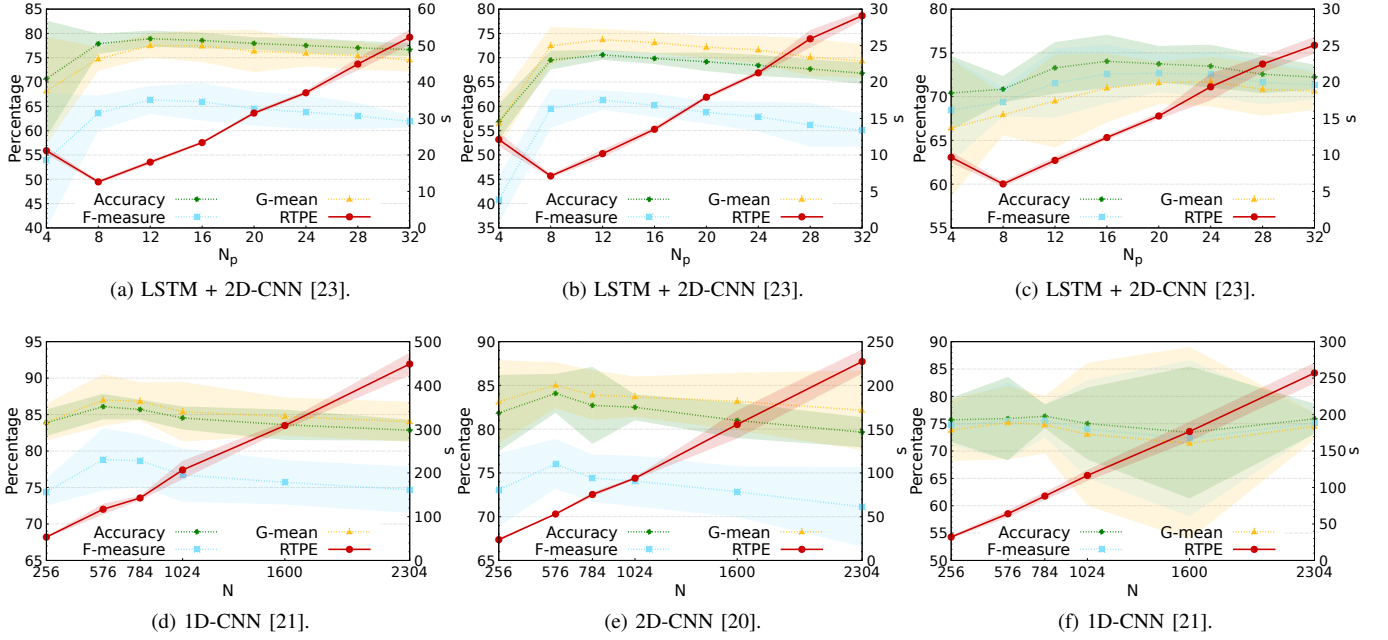 85
80
75
70
65
60
55
50
45
40
Percentage
60
50
40
30
20
10
0
s
Accuracy
F-measure
G-mean
RTPE
4 8 12 16 20 24 28 32
N_p
(a) LSTM + 2D-CNN [23].
80
75
70
65
60
55
50
45
40
35
Percentage
30
25
20
15
10
5
0
s
Accuracy
F-measure
G-mean
RTPE
4 8 12 16 20 24 28 32
N_p
(b) LSTM + 2D-CNN [23].
80
75
70
65
60
55
Percentage
30
25
20
15
10
5
0
s
Accuracy
F-measure
G-mean
RTPE
4 8 12 16 20 24 28 32
N_p
(c) LSTM + 2D-CNN [23].
95
90
85
80
75
70
65
Percentage
500
400
300
200
100
0
s
Accuracy
F-measure
G-mean
RTPE
256 576 784 1024 1600 2304
N
(d) 1D-CNN [21].
90
85
80
75
70
65
Percentage
250
200
150
100
50
0
s
Accuracy
F-measure
G-mean
RTPE
256 576 784 1024 1600 2304
N
(e) 2D-CNN [20].
90
85
80
75
70
65
60
55
50
Percentage
300
250
200
150
100
50
0
s
Accuracy
F-measure
G-mean
RTPE
256 576 784 1024 1600 2304
N
(f) 1D-CNN [21].